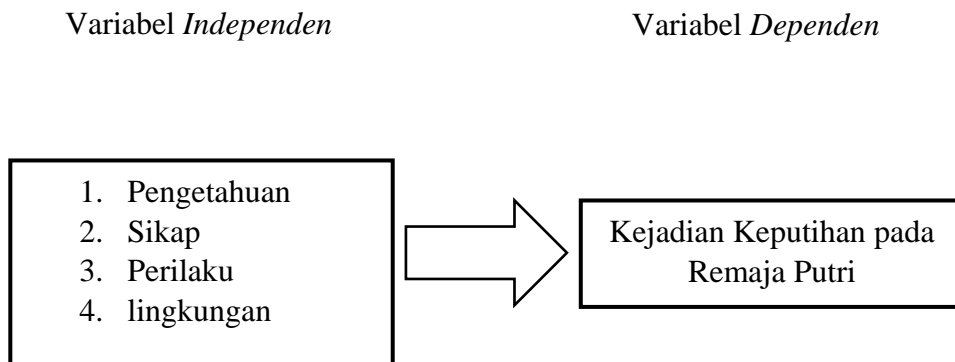 Variabel Independen
Variabel Dependen
1. Pengetahuan
2. Sikap
3. Perilaku
4. lingkungan
Kejadian Keputihan pada
Remaja Putri